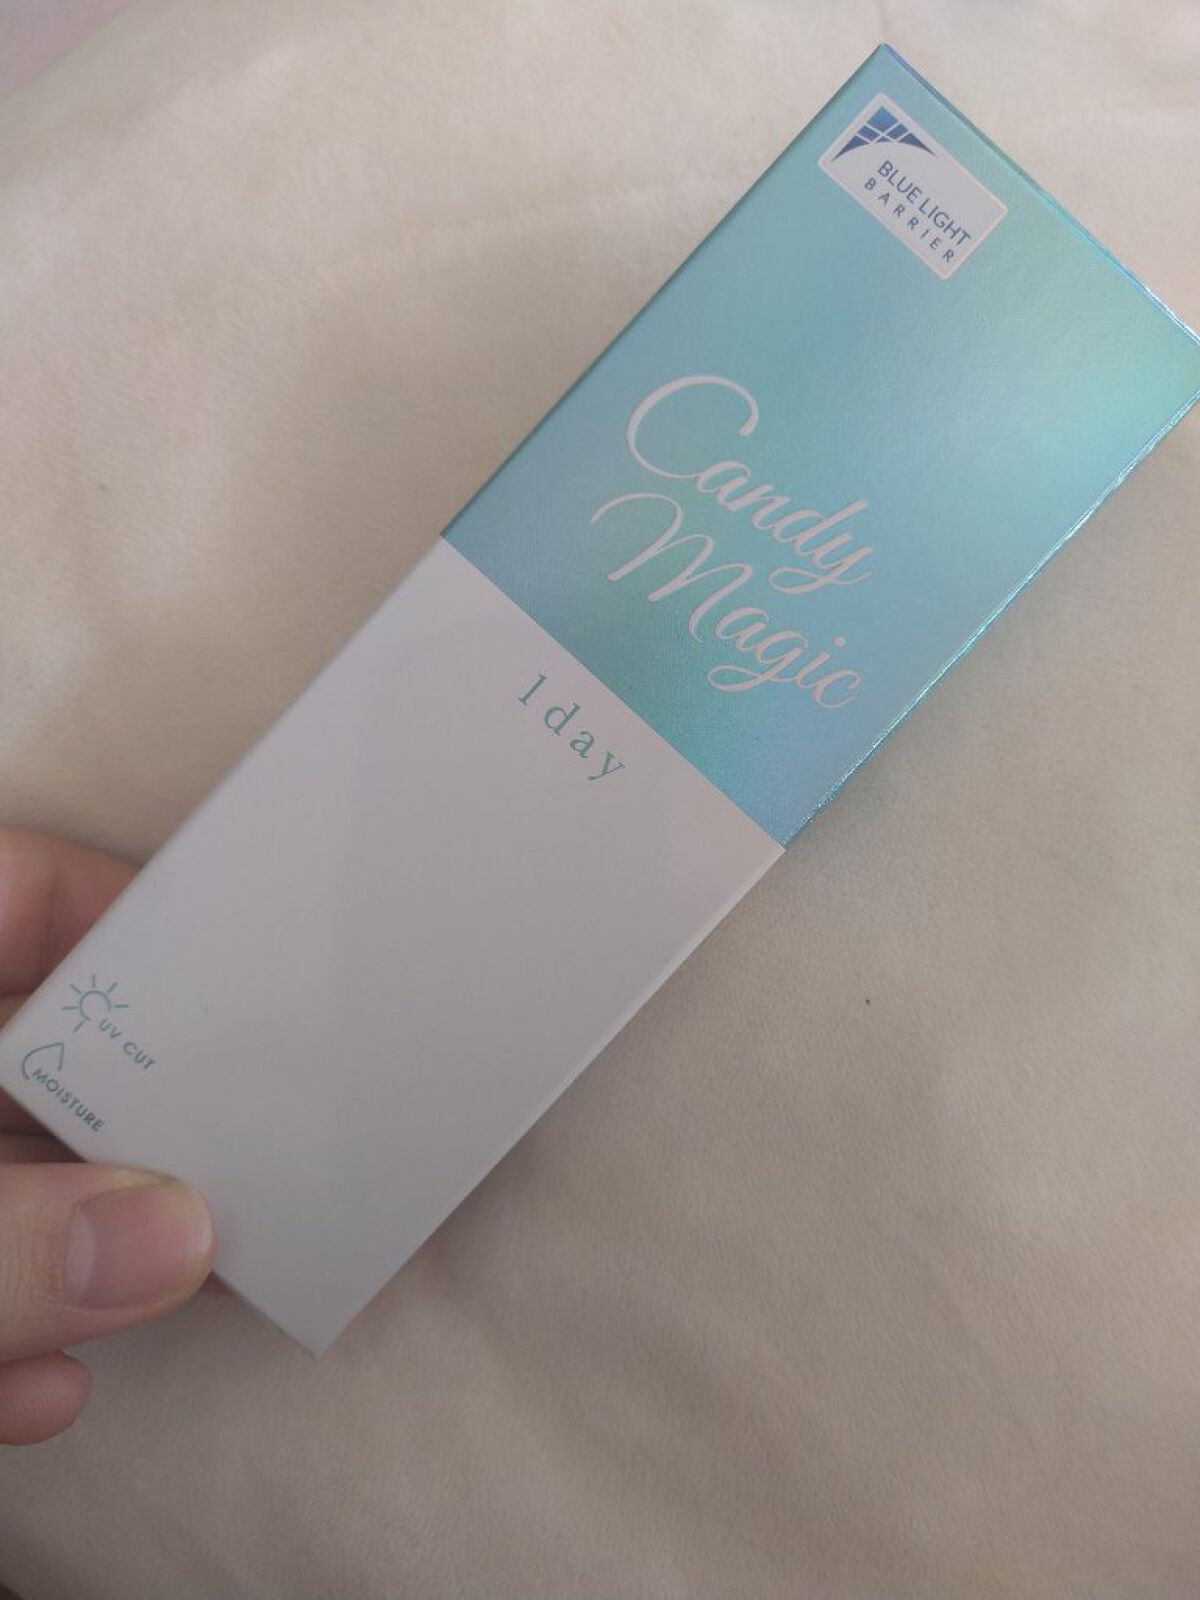 BLUE LIGHT
BARRIER
Candy
Magic
1day
UV CUT
MOISTURE